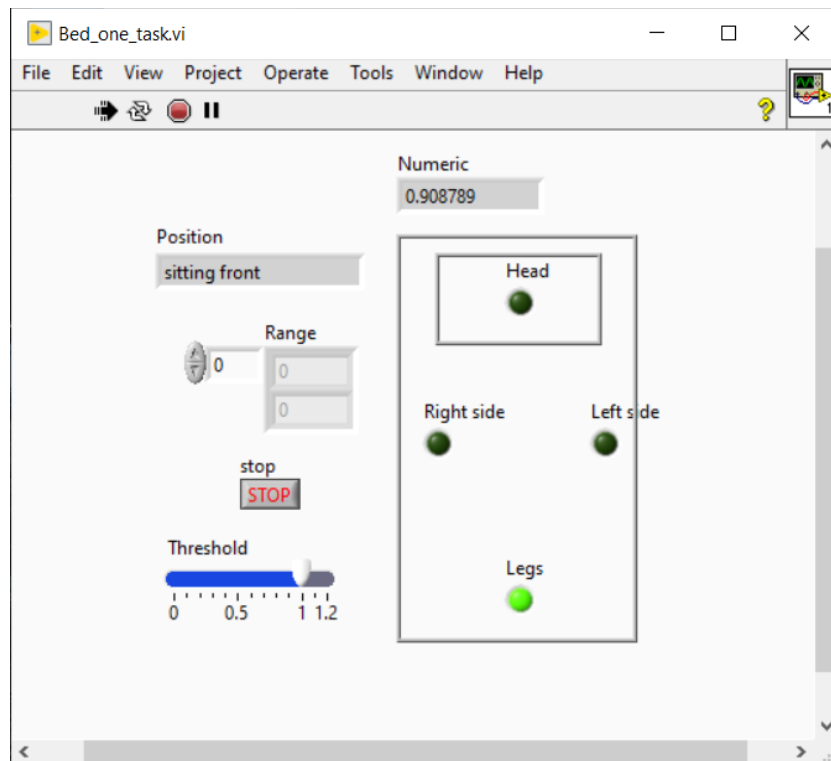 Bed_one_task.vi
File Edit View Project Operate Tools Window Help
?
1
Numeric
0.908789
Position
sitting front
Head
Range
0
0
0
Right side
Left side
stop
STOP
Threshold
0 0.5 1 1.2
Legs